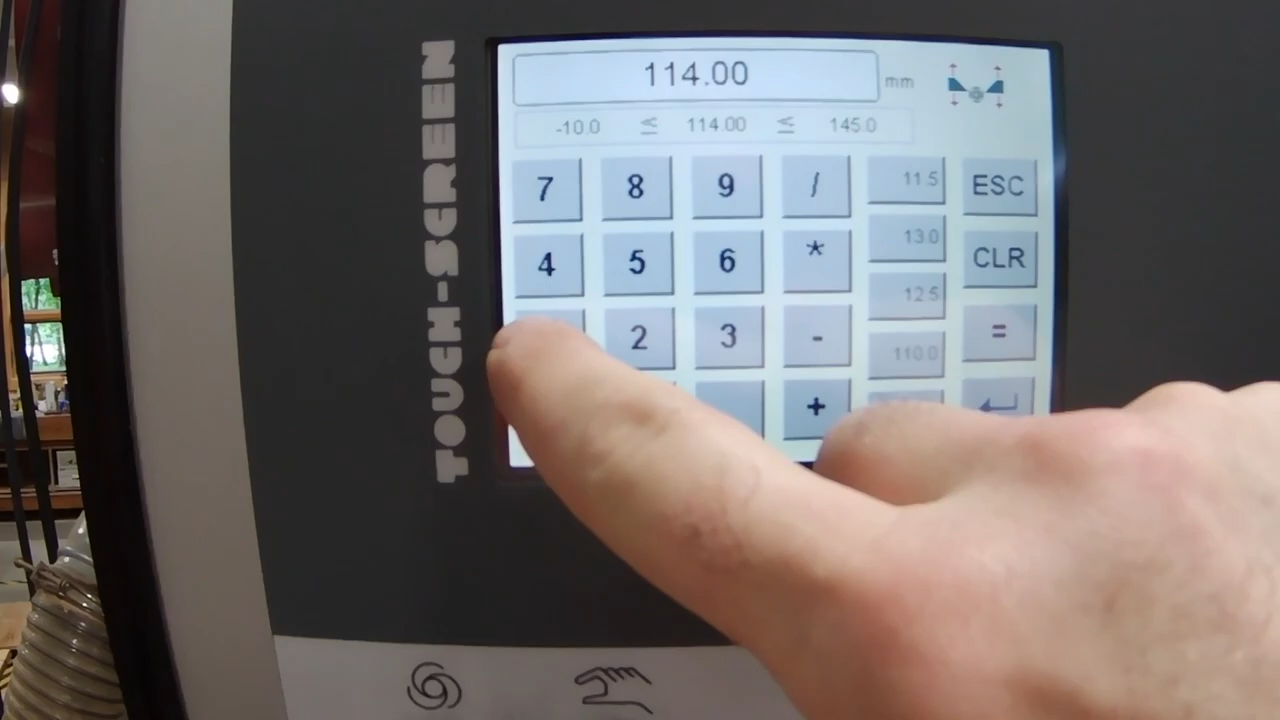 TOUCH-SCREEN
114.00 mm
-10.0 ≤ 114.00 ≤ 145.0
7 8 9 / 11.5 ESC
4 5 6 * 13.0 CLR
12.5
2 3 - 110.0 =
+